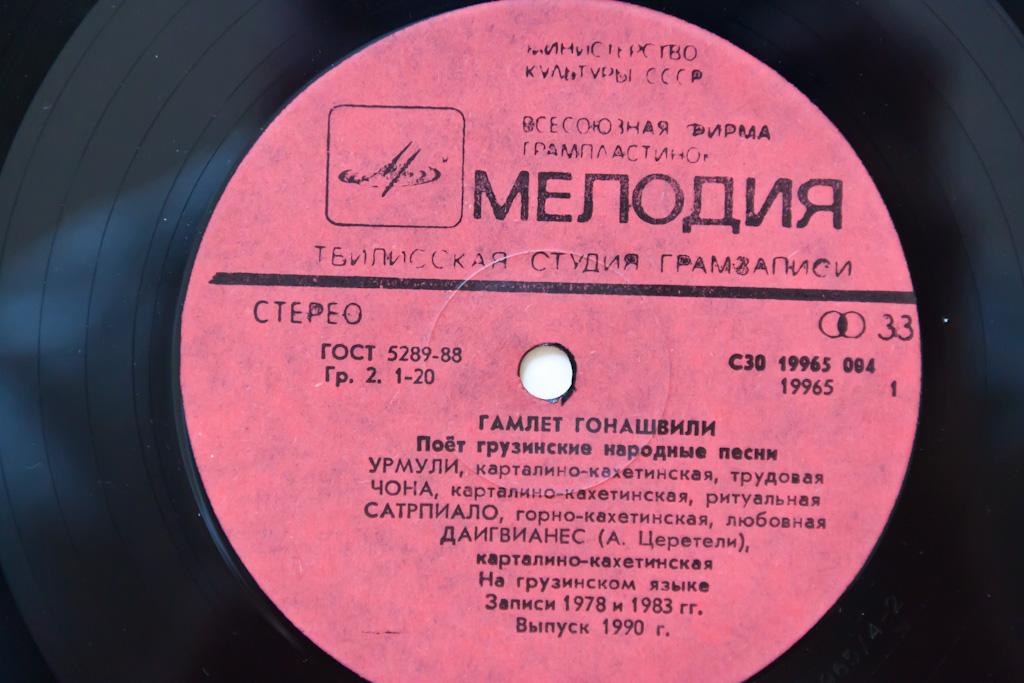 МИНИСТЕРСТВО
КУЛЬТУРЫ СССР
ВСЕСОЮЗНАЯ ФИРМА
ГРАМПЛАСТИНОК
МЕЛОДИЯ
ТБИЛИССКАЯ СТУДИЯ ГРАМЗАПИСИ
СТЕРЕО
33
ГОСТ 5289-88
Гр. 2. 1-20
С30 19965 004
19965 1
ГАМЛЕТ ГОНАШВИЛИ
Поёт грузинские народные песни
УРМУЛИ, карталино-кахетинская, трудовая
ЧОНА, карталино-кахетинская, ритуальная
САТРПИАЛО, горно-кахетинская, любовная
ДАИГВИАНЕС (А. Церетели),
карталино-кахетинская
На грузинском языке
Записи 1978 и 1983 гг.
Выпуск 1990 г.